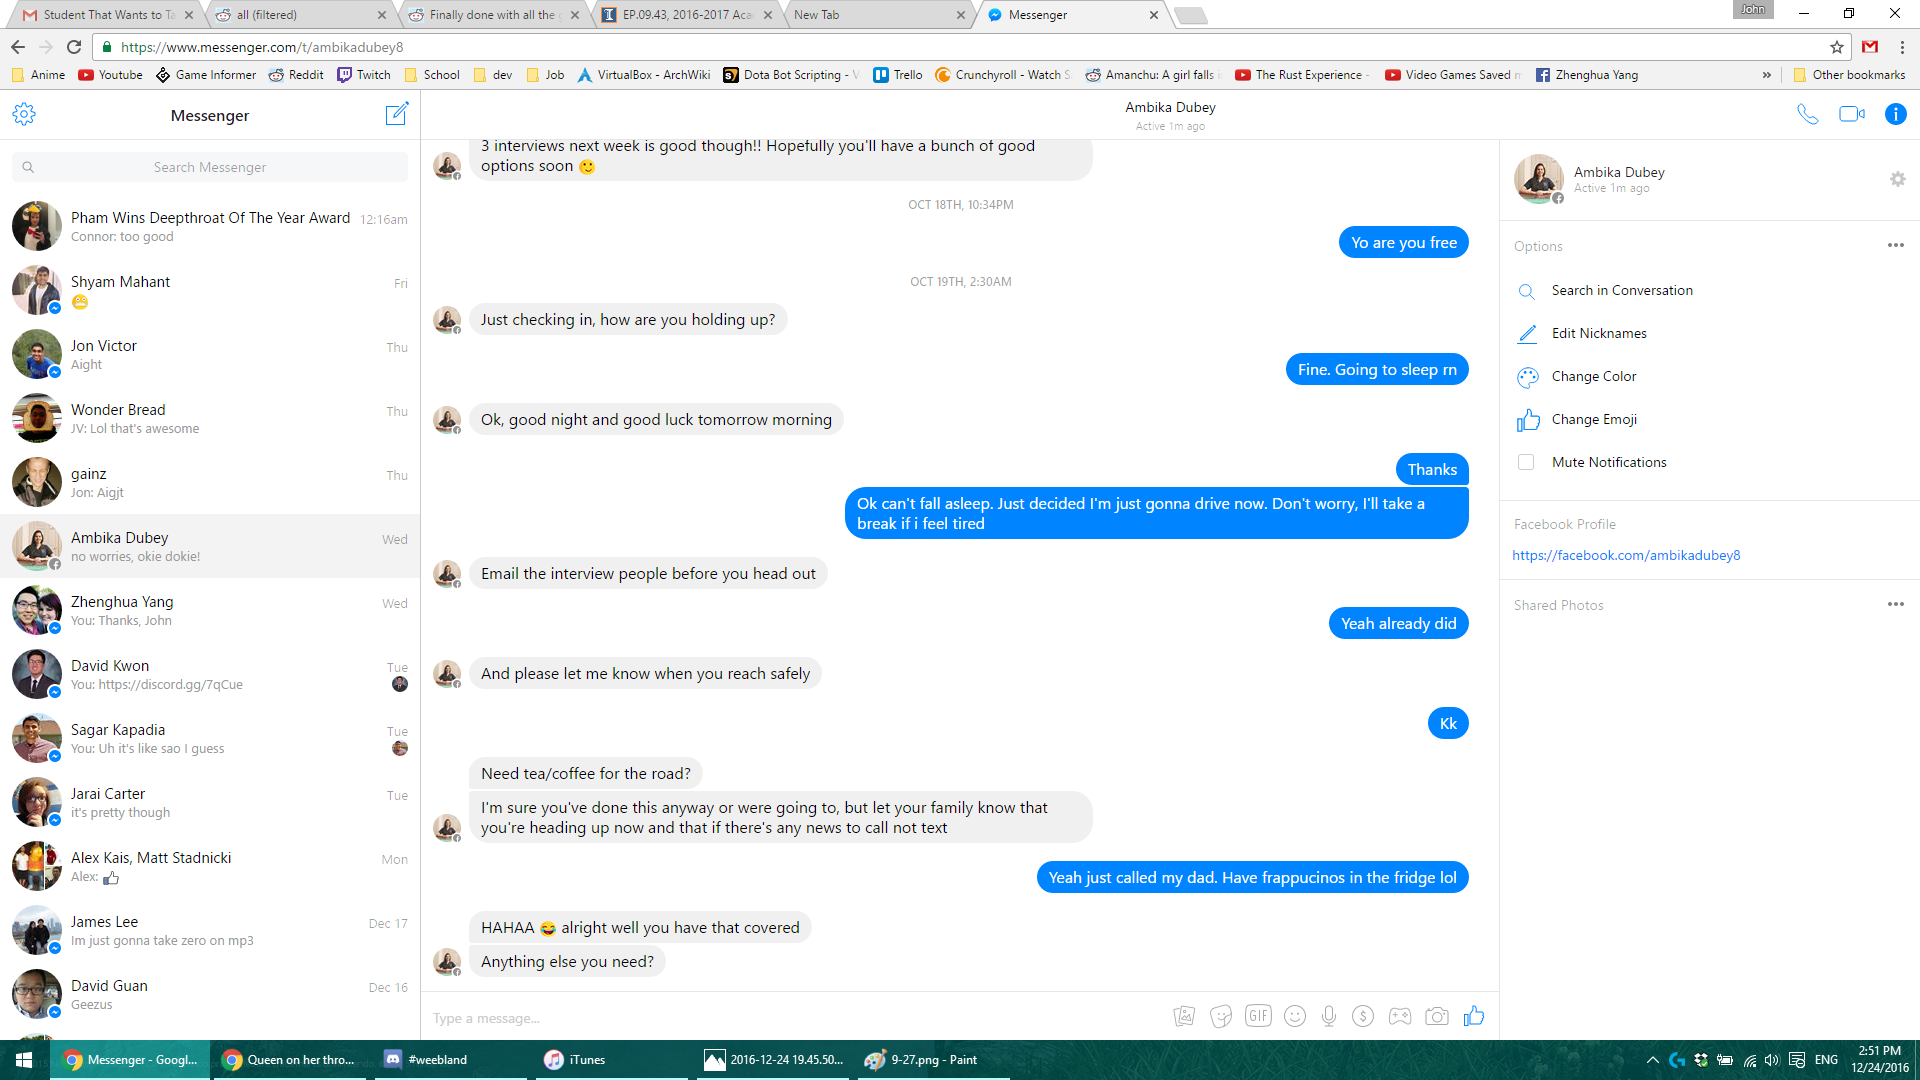 Student That Wants to Ta
all (filtered)
Finally done with all the g
EP.09.43, 2016-2017 Aca
New Tab
Messenger
John
https://www.messenger.com/t/ambikadubey8
Anime
Youtube
Game Informer
Reddit
Twitch
School
dev
Job
VirtualBox - ArchWiki
Dota Bot Scripting - V
Trello
Crunchyroll - Watch S
Amanchu: A girl falls i
The Rust Experience -
Video Games Saved m
Zhenghua Yang
»
Other bookmarks
Messenger
Search Messenger
Pham Wins Deepthroat Of The Year Award
12:16am
Connor: too good
Shyam Mahant
Fri
Jon Victor
Thu
Aight
Wonder Bread
Thu
JV: Lol that's awesome
gainz
Thu
Jon: Aigjt
Ambika Dubey
Wed
no worries, okie dokie!
Zhenghua Yang
Wed
You: Thanks, John
David Kwon
Tue
You: https://discord.gg/7qCue
Sagar Kapadia
Tue
You: Uh it's like sao I guess
Jarai Carter
Tue
it's pretty though
Alex Kais, Matt Stadnicki
Mon
Alex:
James Lee
Dec 17
Im just gonna take zero on mp3
David Guan
Dec 16
Geezus
Ambika Dubey
Active 1m ago
3 interviews next week is good though!! Hopefully you'll have a bunch of good
options soon 🙂
OCT 18TH, 10:34PM
Yo are you free
OCT 19TH, 2:30AM
Just checking in, how are you holding up?
Fine. Going to sleep rn
Ok, good night and good luck tomorrow morning
Thanks
Ok can't fall asleep. Just decided I'm just gonna drive now. Don't worry, I'll take a
break if i feel tired
Email the interview people before you head out
Yeah already did
And please let me know when you reach safely
Kk
Need tea/coffee for the road?
I'm sure you've done this anyway or were going to, but let your family know that
you're heading up now and that if there's any news to call not text
Yeah just called my dad. Have frappucinos in the fridge lol
HAHAA 😂 alright well you have that covered
Anything else you need?
Type a message...
GIF
Ambika Dubey
Active 1m ago
Options
Search in Conversation
Edit Nicknames
Change Color
Change Emoji
Mute Notifications
Facebook Profile
https://facebook.com/ambikadubey8
Shared Photos
Messenger - Googl...
Queen on her thro...
#weebland
iTunes
2016-12-24 19.45.50...
9-27.png - Paint
ENG
2:51 PM
12/24/2016